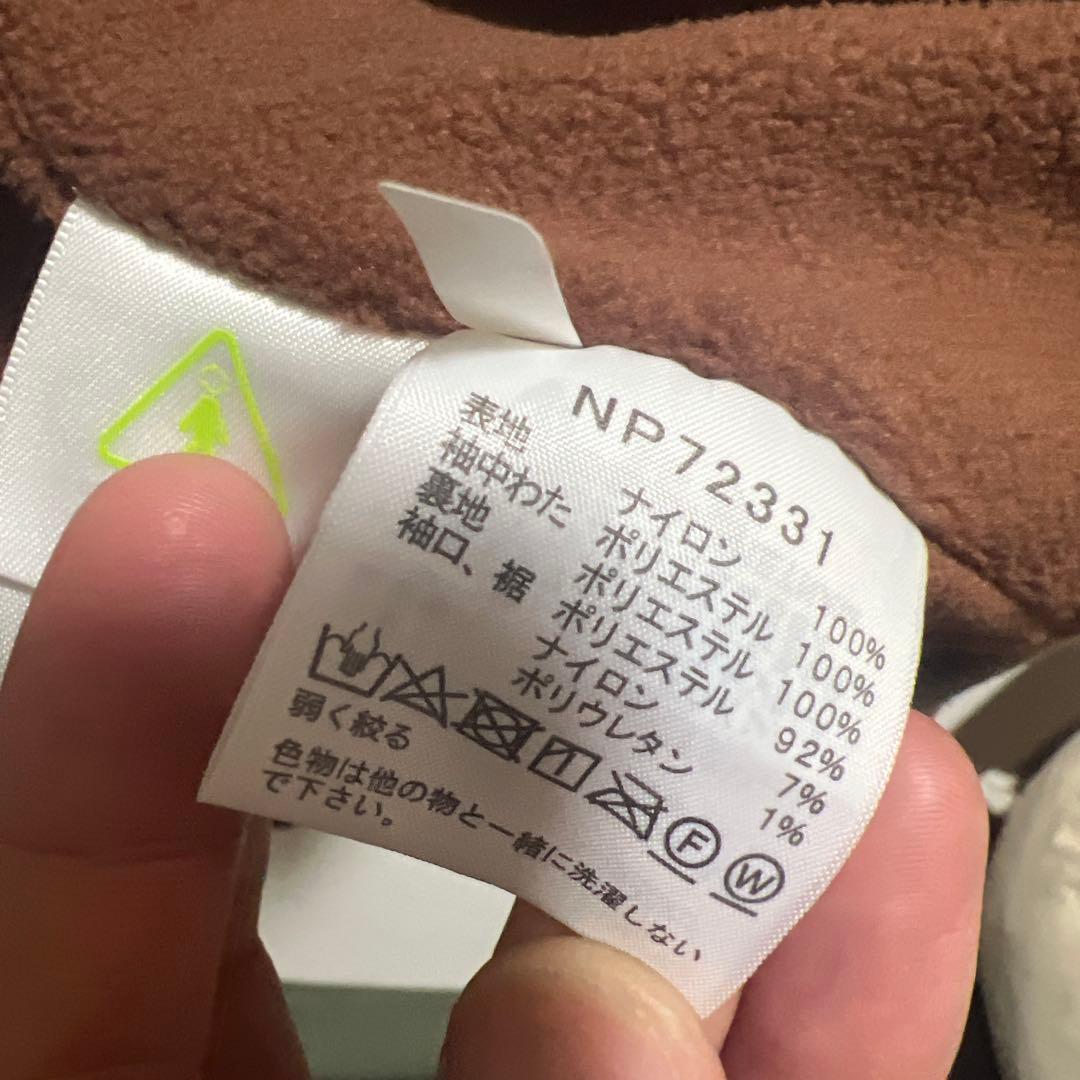 NP72331
表地 ナイロン 100%
袖中わた ポリエステル 100%
裏地 ポリエステル 100%
袖口、裾 ポリエステル 92%
ナイロン 7%
ポリウレタン 1%
F W
弱く絞る
色物は他の物と一緒に洗濯しない
で下さい。